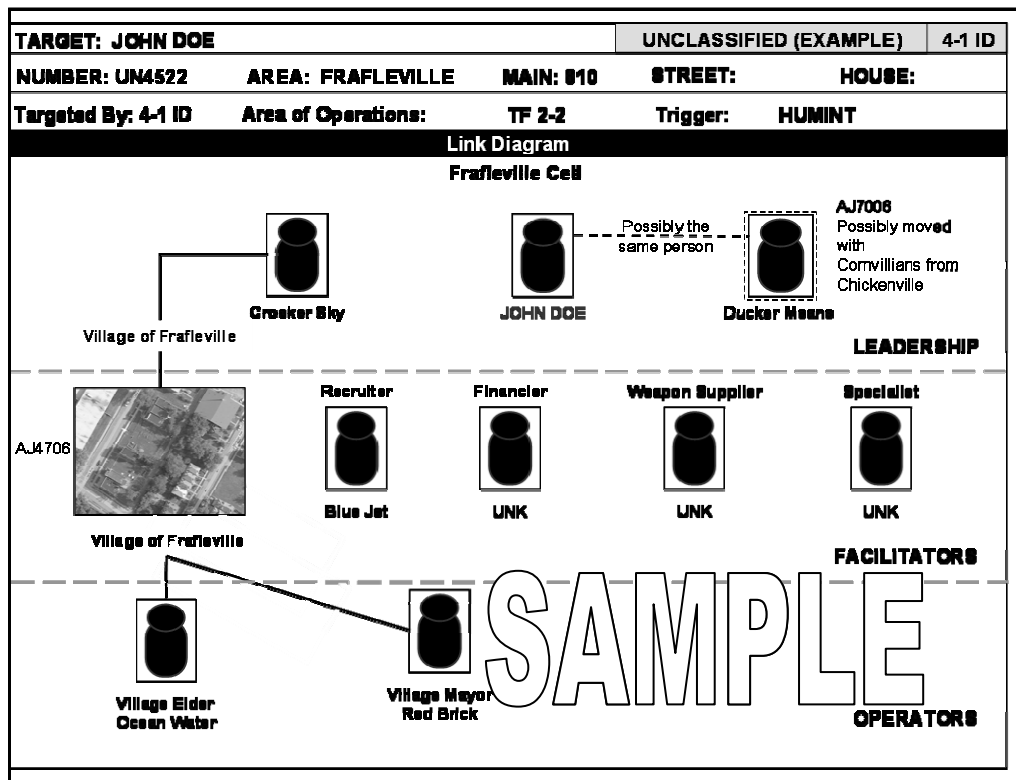 TARGET: JOHN DOE UNCLASSIFIED (EXAMPLE) 4-1 ID
NUMBER: UN4522 AREA: FRAFLEVILLE MAIN: 810 STREET: HOUSE:
Targeted By: 4-1 ID Area of Operations: TF 2-2 Trigger: HUMINT
Link Diagram
Frafleville Cell
AJ7006
Possibly moved
with
Cornvillians from
Chickenville
Possibly the
same person
Crocker Sky
JOHN DOE
Ducker Means
Village of Frafleville
LEADERSHIP
Recruiter Financier Weapon Supplier Specialist
AJ4706
Blue Jet UNK UNK UNK
Village of Frafleville
FACILITATORS
SAMPLE
Village Elder
Ocean Water
Village Mayor
Red Brick
OPERATORS